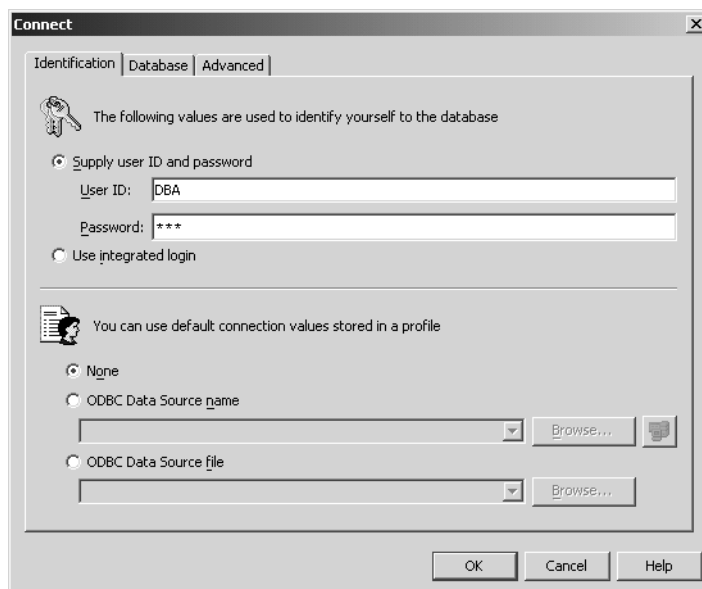 Connect
Identification Database Advanced
The following values are used to identify yourself to the database
Supply user ID and password
User ID: DBA
Password: ***
Use integrated login
You can use default connection values stored in a profile
None
ODBC Data Source name
Browse...
ODBC Data Source file
Browse...
OK Cancel Help